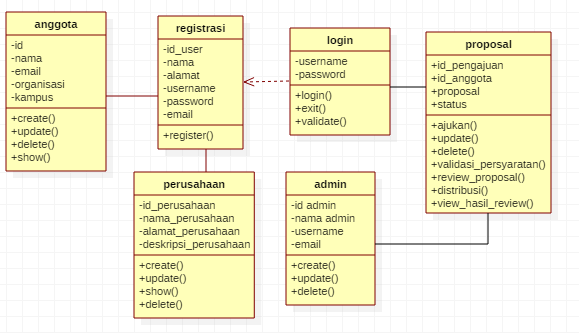 anggota
-id
-nama
-email
-organisasi
-kampus
+create()
+update()
+delete()
+show()
registrasi
-id_user
-nama
-alamat
-username
-password
-email
+register()
login
-username
-password
+login()
+exit()
+validate()
proposal
+id_pengajuan
+id_anggota
+proposal
+status
+ajukan()
+update()
+delete()
+validasi_persyaratan()
+review_proposal()
+distribusi()
+view_hasil_review()
perusahaan
-id_perusahaan
-nama_perusahaan
-alamat_perusahaan
-deskripsi_perusahaan
+create()
+update()
+show()
+delete()
admin
-id admin
-nama admin
-username
-email
+create()
+update()
+delete()